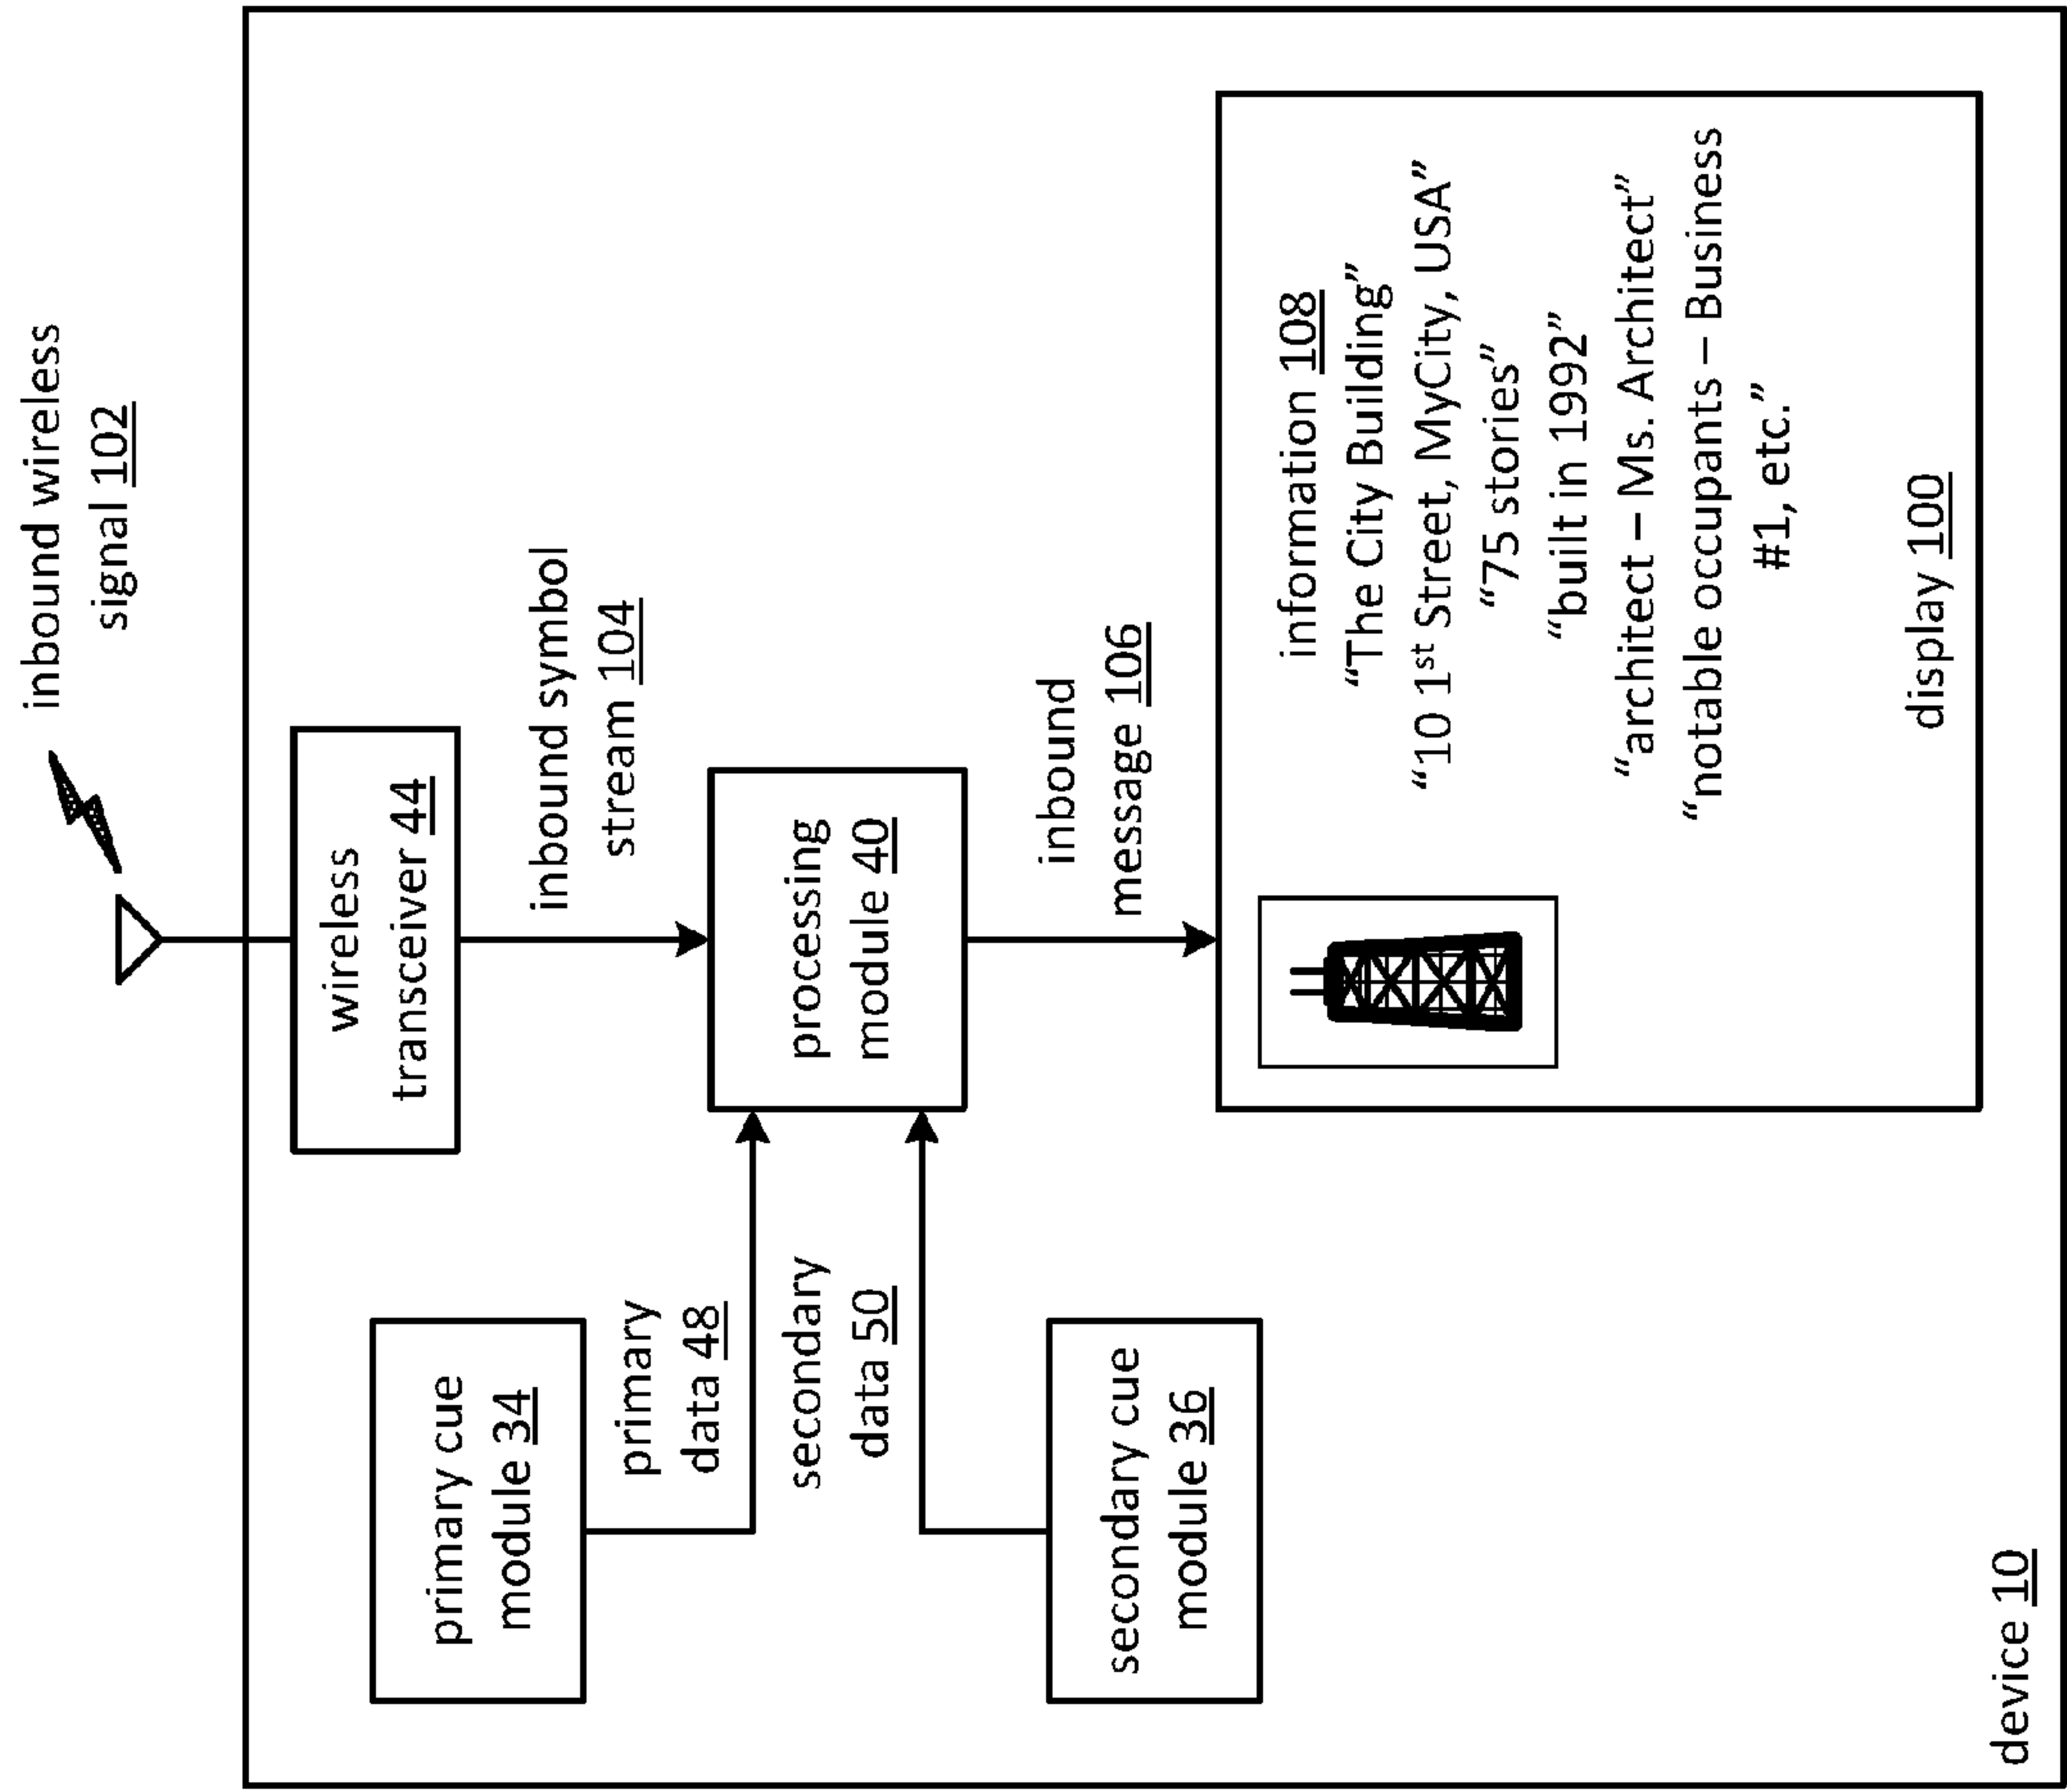 inbound wireless
signal 102
wireless
transceiver 44
inbound symbol
stream 104
primary cue
module 34
primary
data 48
processing
module 40
secondary
data 50
secondary cue
module 36
inbound
message 106
information 108
“The City Building”
“10 1st Street, MyCity, USA”
“75 stories”
“built in 1992”
“architect – Ms. Architect”
“notable occupants – Business
#1, etc.”
display 100
device 10